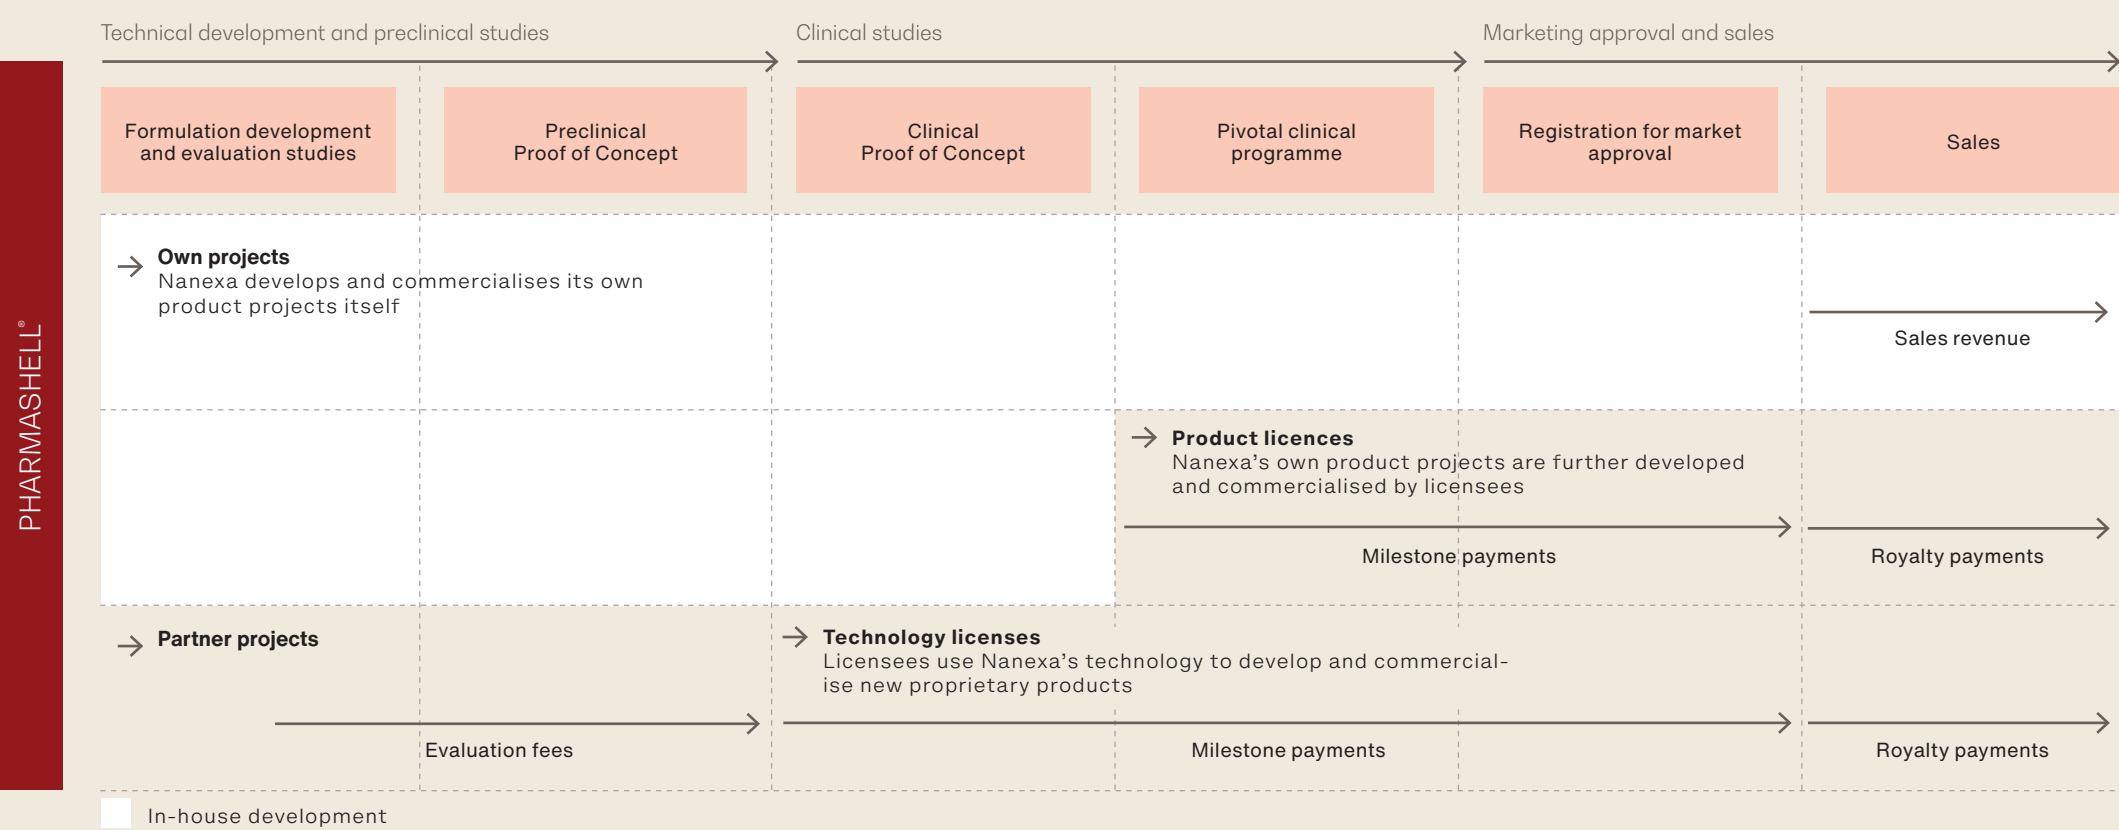 Technical development and preclinical studies
Clinical studies
Marketing approval and sales
Formulation development
and evaluation studies
Preclinical
Proof of Concept
Clinical
Proof of Concept
Pivotal clinical
programme
Registration for market
approval
Sales
PHARMASHELL®
Own projects
Nanexa develops and commercialises its own
product projects itself
Sales revenue
Product licences
Nanexa’s own product projects are further developed
and commercialised by licensees
Milestone payments
Royalty payments
Partner projects
Evaluation fees
Technology licenses
Licensees use Nanexa’s technology to develop and commercial-
ise new proprietary products
Milestone payments
Royalty payments
In-house development